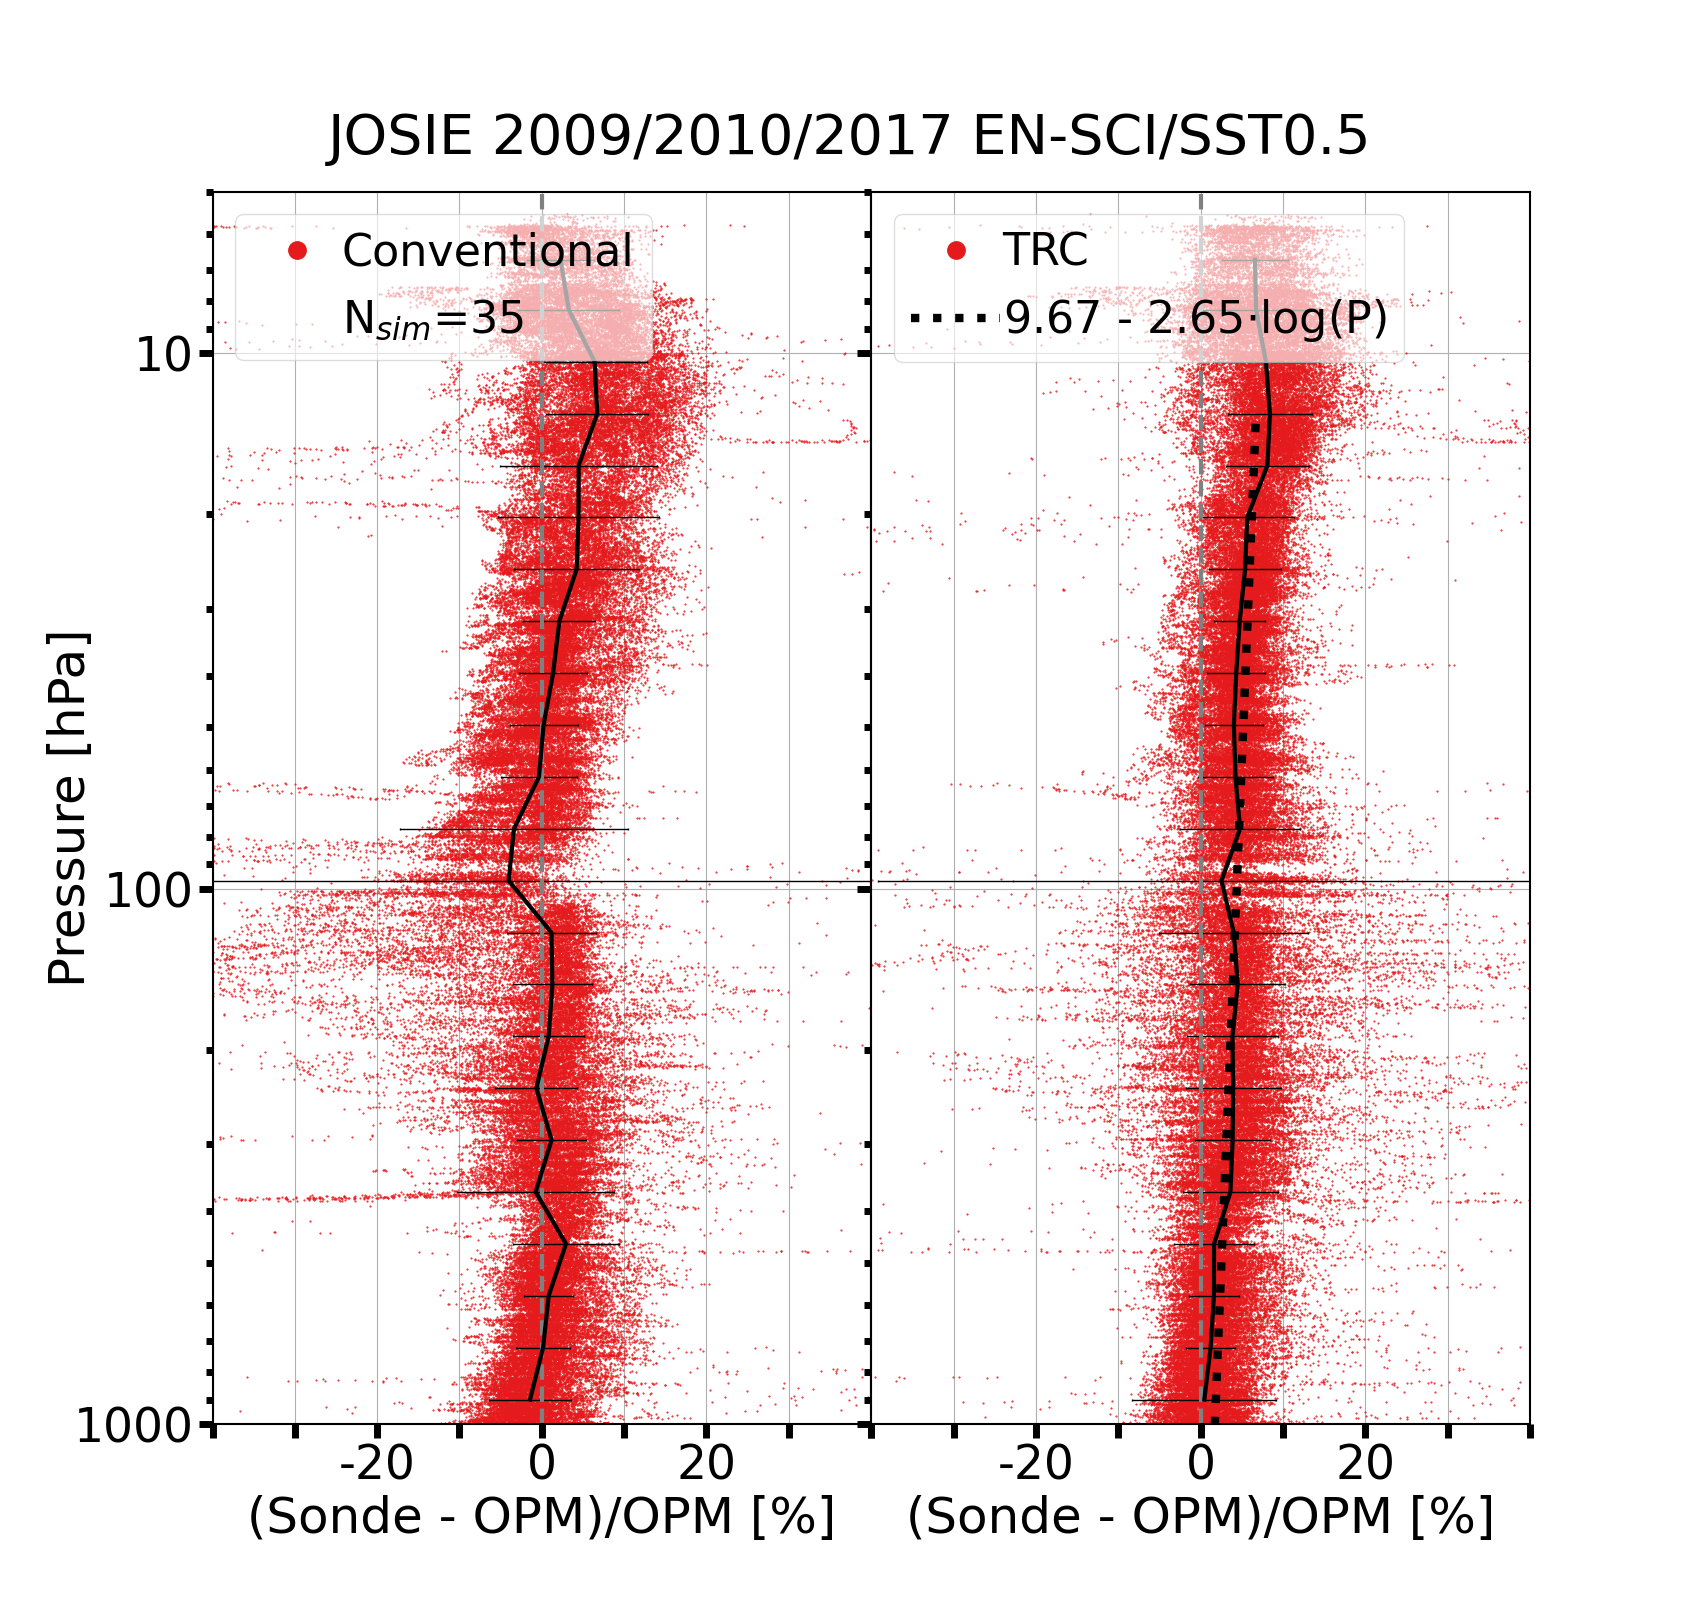 JOSIE 2009/2010/2017 EN-SCI/SST0.5
Conventional
N_sim=35
TRC
9.67 - 2.65·log(P)
Pressure [hPa]
10
100
1000
-20 0 20
-20 0 20
(Sonde - OPM)/OPM [%]
(Sonde - OPM)/OPM [%]